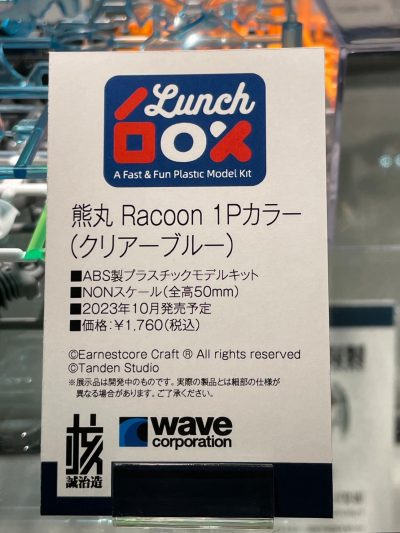 Lunch
BOX
A Fast & Fun Plastic Model Kit
熊丸 Racoon 1Pカラー
(クリアーブルー)
■ABS製プラスチックモデルキット
■NONスケール(全高50mm)
■2023年10月発売予定
■価格:¥1,760(税込)
©Earnestcore Craft ® All rights reserved
©Tanden Studio
※展示品は開発中のものです。実際の製品とは細部の仕様が
異なる場合があります。ご了承ください。
核
誠治造
wave
corporation